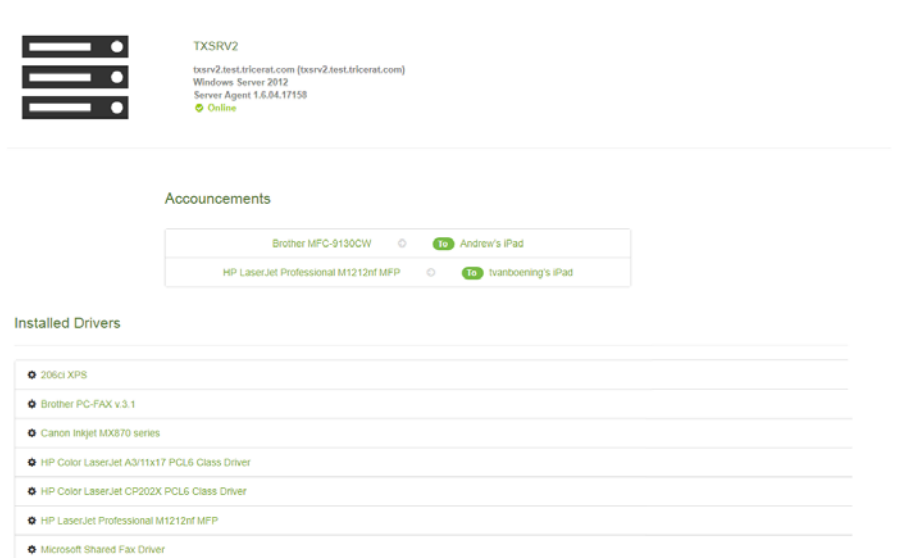 TXSRV2
txsrv2.test.tricerat.com (txsrv2.test.tricerat.com)
Windows Server 2012
Server Agent 1.6.04.17158
Online
Accouncements
Brother MFC-9130CW To Andrew's iPad
HP LaserJet Professional M1212nf MFP To tvanboening's iPad
Installed Drivers
206ci XPS
Brother PC-FAX v.3.1
Canon Inkjet MX870 series
HP Color LaserJet A3/11x17 PCL6 Class Driver
HP Color LaserJet CP202X PCL6 Class Driver
HP LaserJet Professional M1212nf MFP
Microsoft Shared Fax Driver